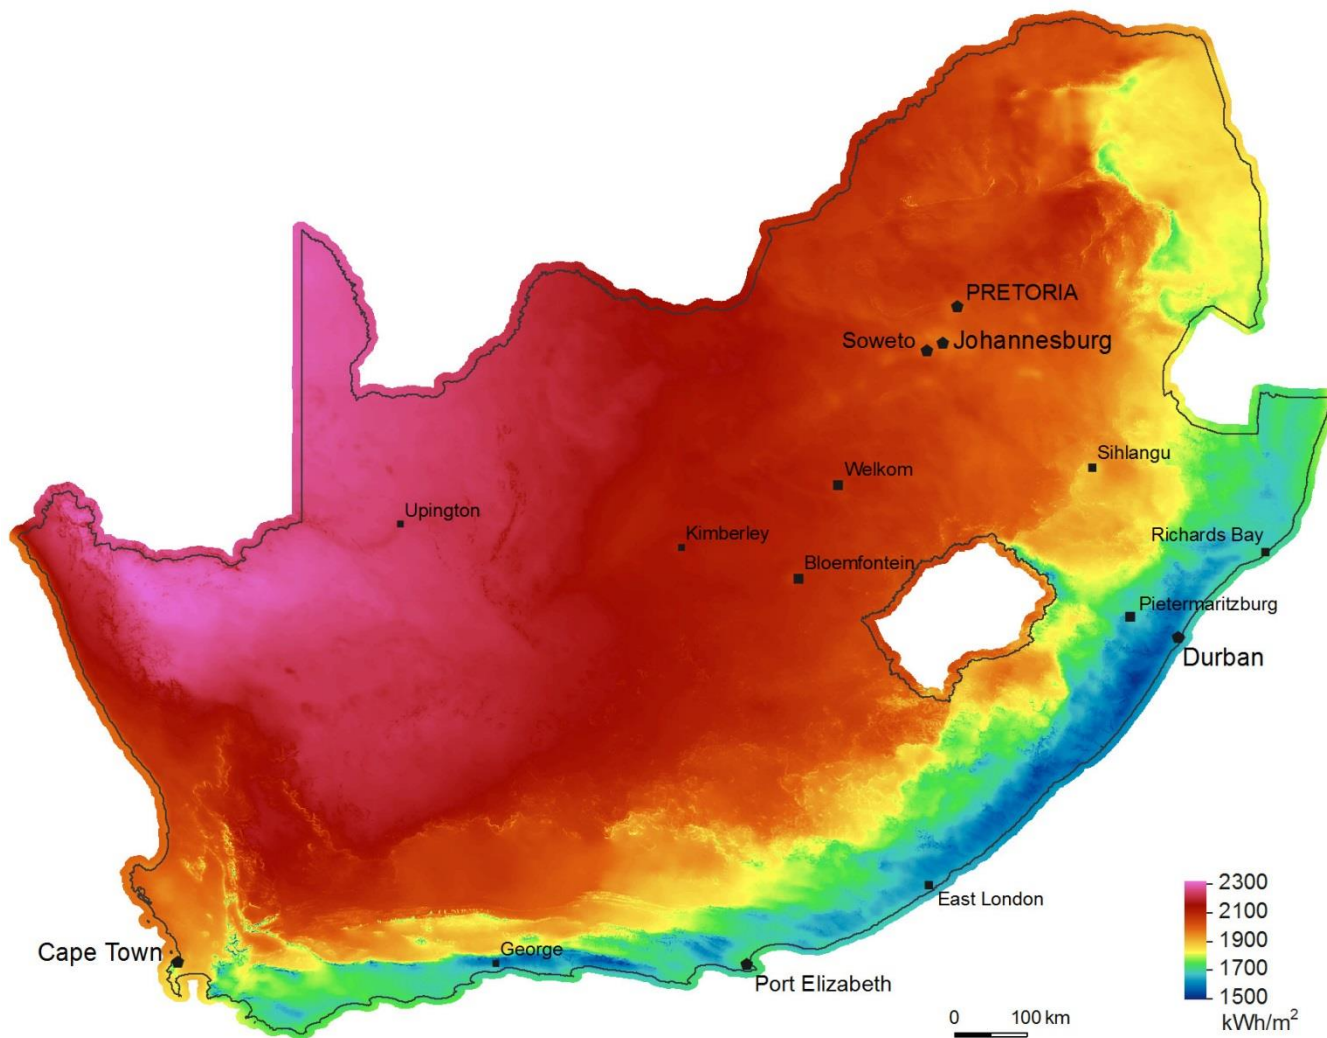 PRETORIA
Soweto
Johannesburg
Welkom
Sihlangu
Upington
Kimberley
Bloemfontein
Richards Bay
Pietermaritzburg
Durban
East London
George
Cape Town
Port Elizabeth
2300
2100
1900
1700
1500
kWh/m²
0 100 km